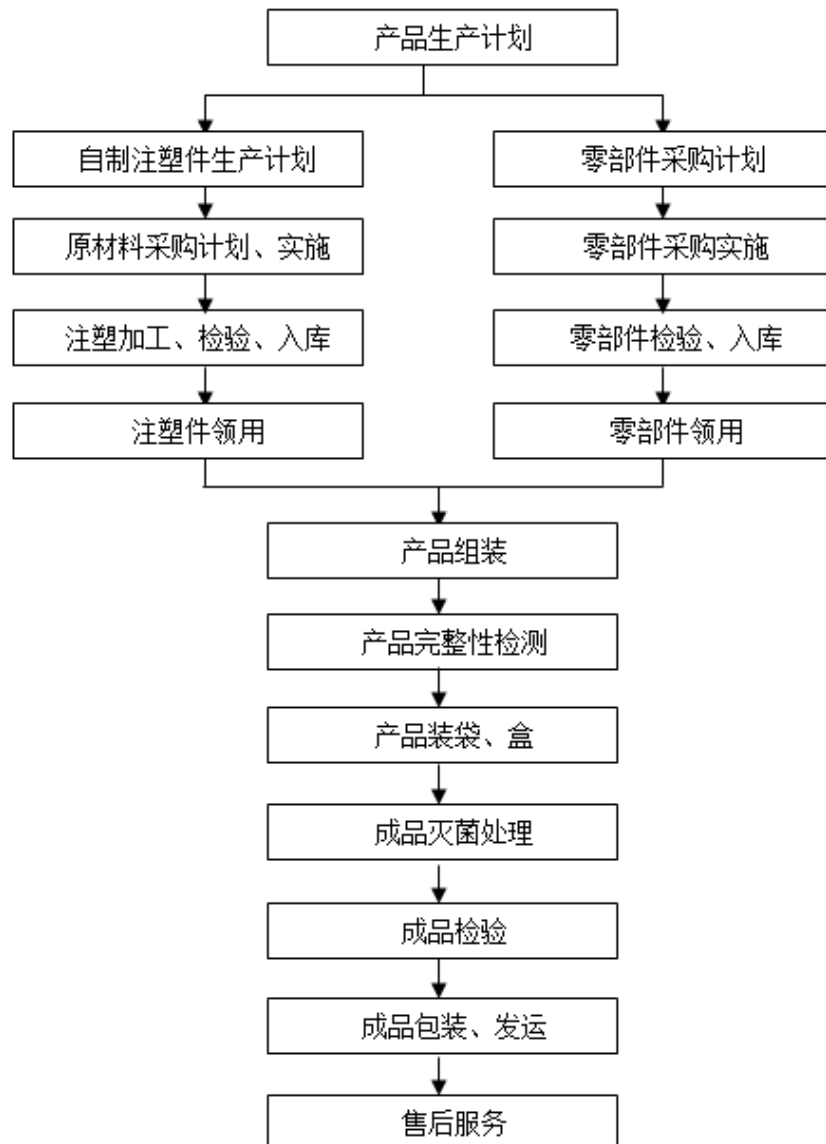 产品生产计划
自制注塑件生产计划
零部件采购计划
原材料采购计划、实施
零部件采购实施
注塑加工、检验、入库
零部件检验、入库
注塑件领用
零部件领用
产品组装
产品完整性检测
产品装袋、盒
成品灭菌处理
成品检验
成品包装、发运
售后服务